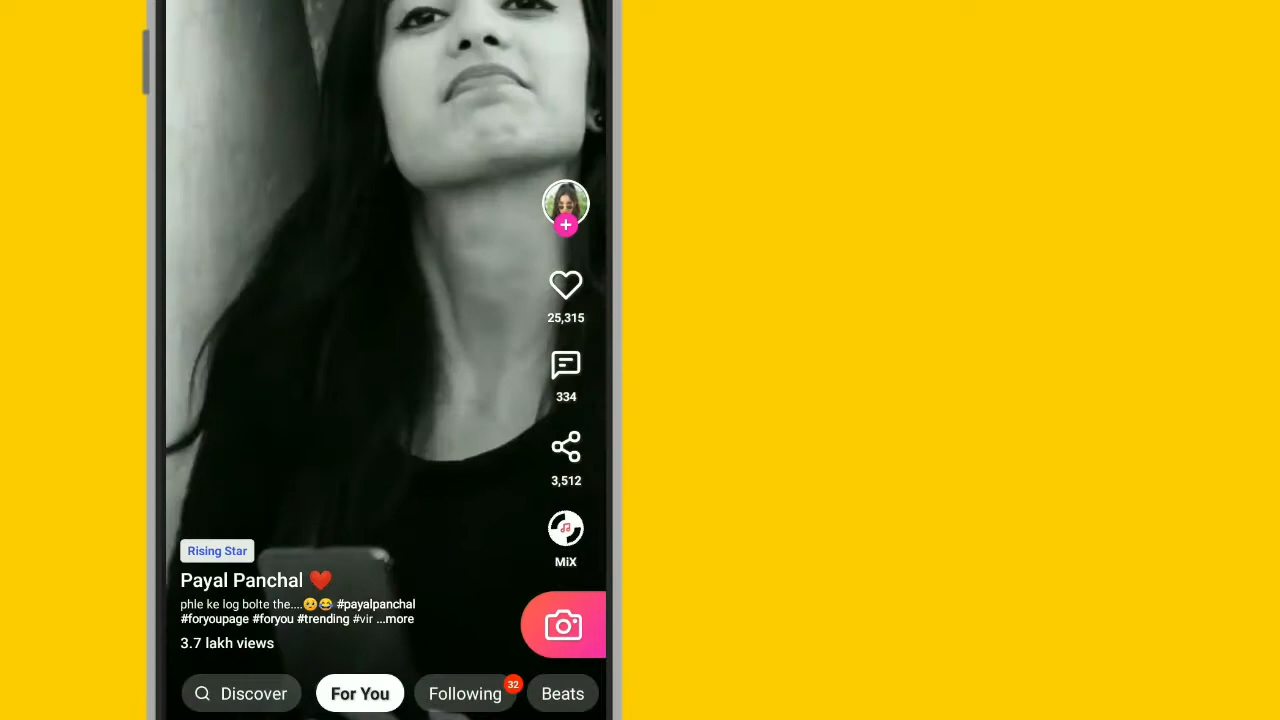 25,315
334
3,512
MiX
Rising Star
Payal Panchal ❤️
phle ke log bolte the....🥺😂 #payalpanchal
#foryoupage #foryou #trending #vir ...more
3.7 lakh views
Discover
For You
Following
32
Beats